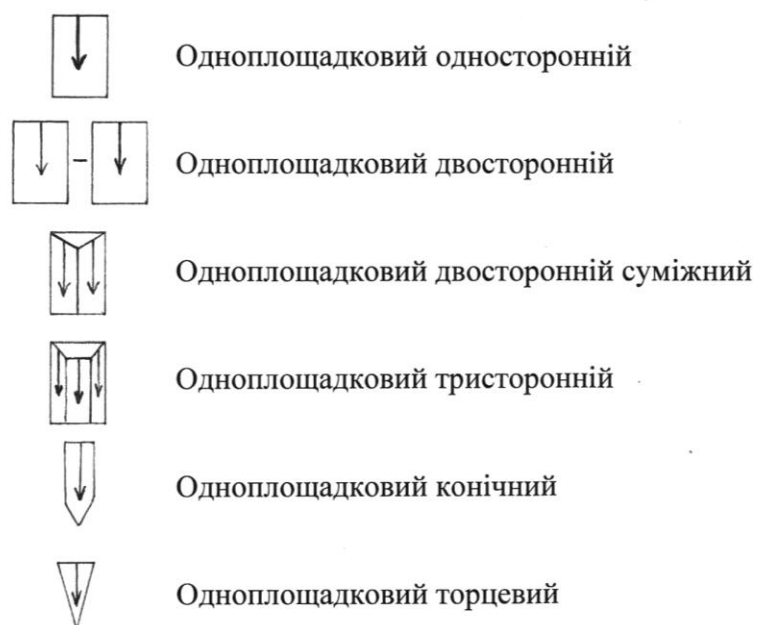 Одноплощадковий односторонній
Одноплощадковий двосторонній
Одноплощадковий двосторонній суміжний
Одноплощадковий тристоронній
Одноплощадковий конічний
Одноплощадковий торцевий